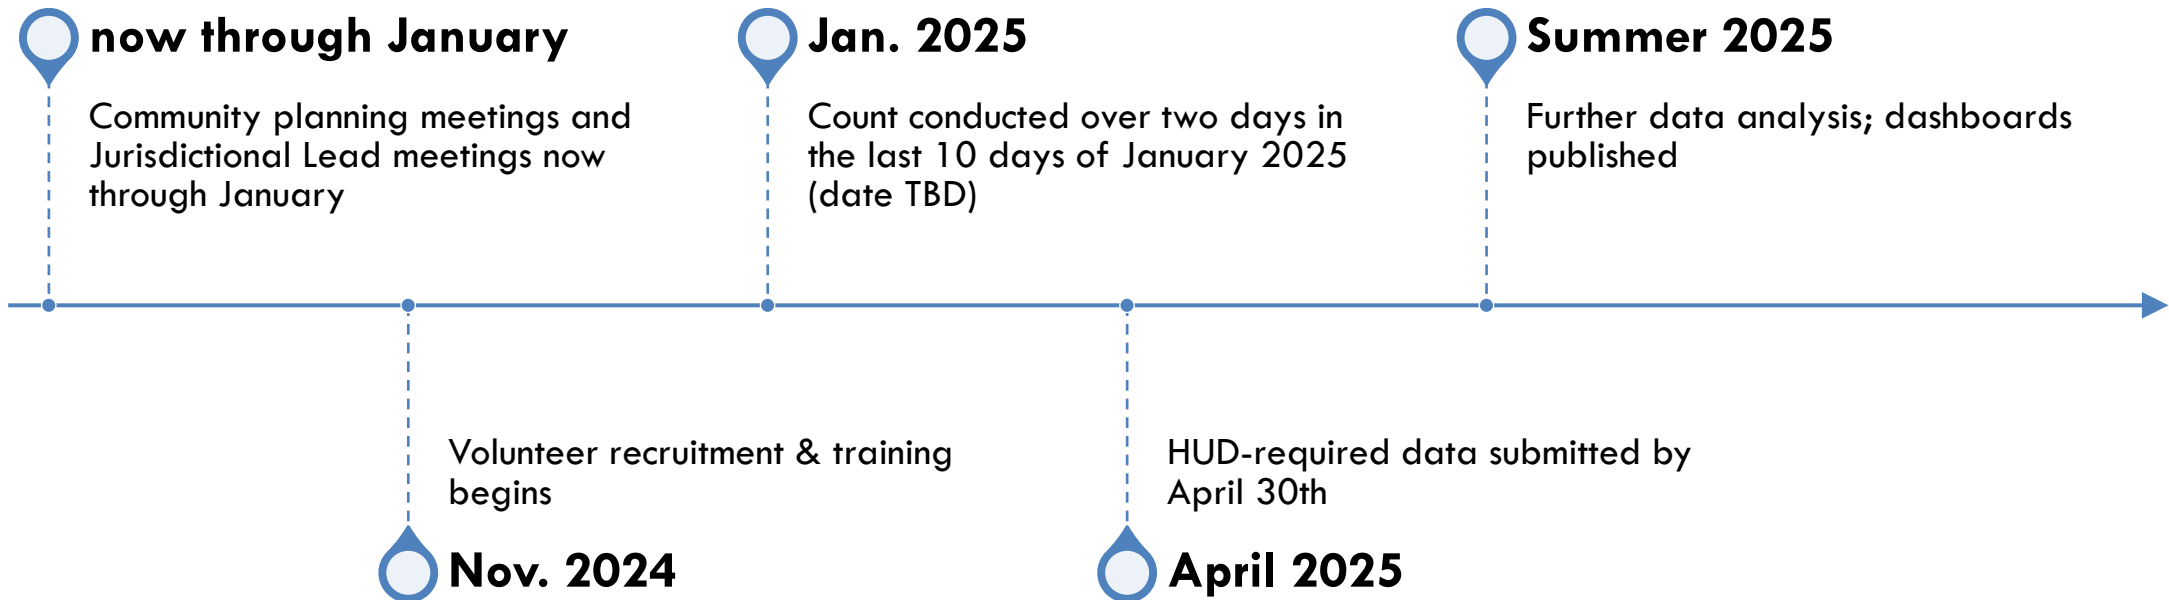 now through January
Community planning meetings and
Jurisdictional Lead meetings now
through January
Volunteer recruitment & training
begins
Nov. 2024
Jan. 2025
Count conducted over two days in
the last 10 days of January 2025
(date TBD)
HUD-required data submitted by
April 30th
April 2025
Summer 2025
Further data analysis; dashboards
published